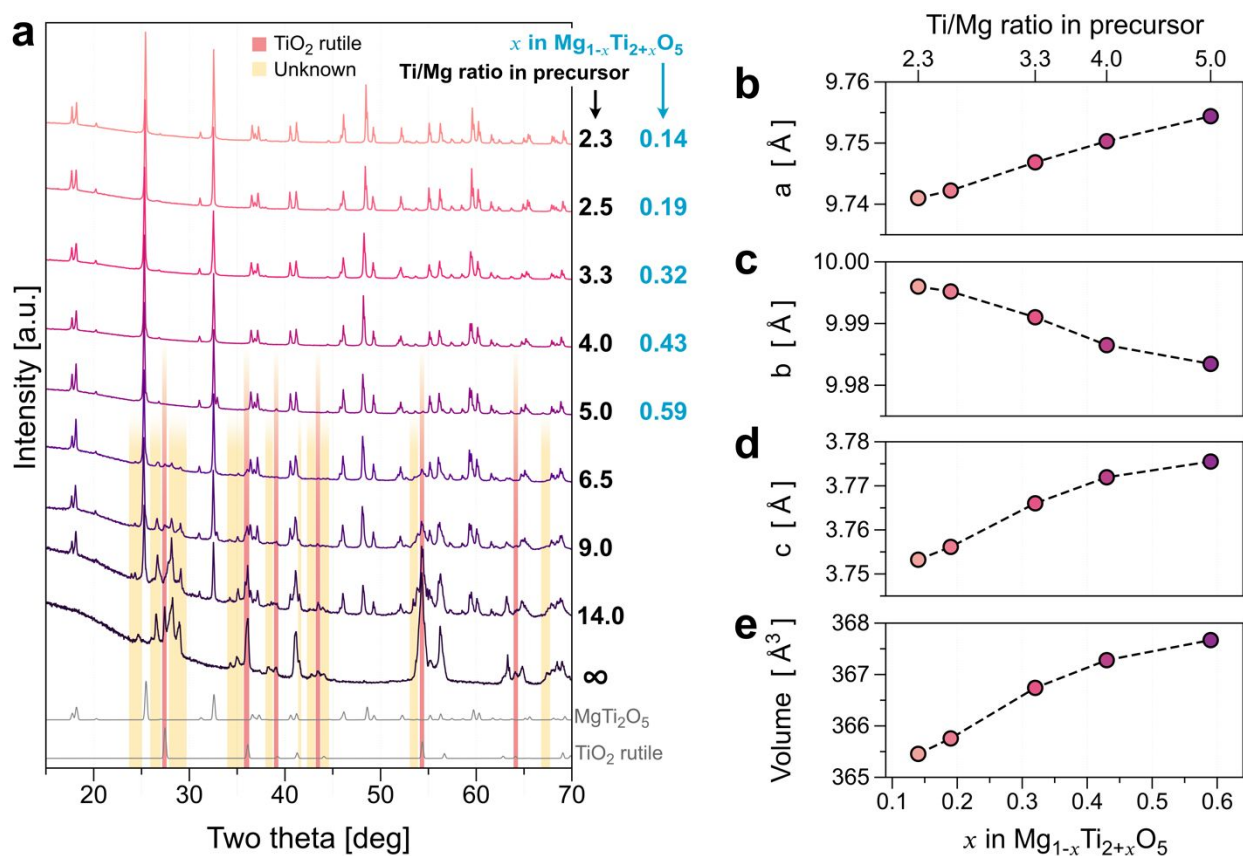 a
TiO2 rutile
Unknown
x in Mg1-xTi2+xO5
Ti/Mg ratio in precursor
2.3 0.14
2.5 0.19
3.3 0.32
4.0 0.43
5.0 0.59
6.5
9.0
14.0
∞
MgTi2O5
TiO2 rutile
Intensity [a.u.]
20 30 40 50 60 70
Two theta [deg]
Ti/Mg ratio in precursor
2.3 3.3 4.0 5.0
b
9.76
9.75
9.74
a [Å]
c
10.00
9.99
9.98
b [Å]
d
3.78
3.77
3.76
3.75
c [Å]
e
368
367
366
365
Volume [Å3]
0.1 0.2 0.3 0.4 0.5 0.6
x in Mg1-xTi2+xO5